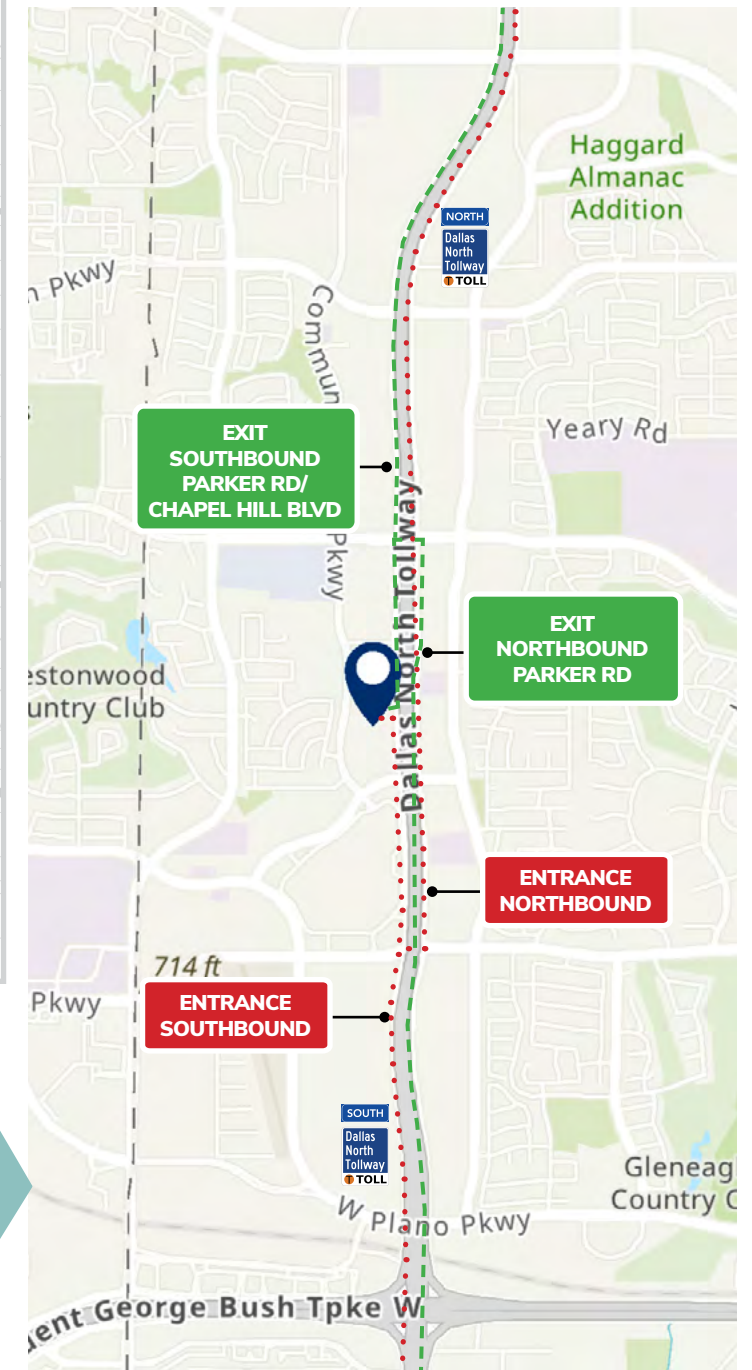 Haggard
Almanac
Addition
NORTH
Dallas
North
Tollway
TOLL
Pkwy
Commun
EXIT
SOUTHBOUND
PARKER RD/
CHAPEL HILL BLVD
Yeary Rd
Pkwy
Dallas North Tollway
EXIT
NORTHBOUND
PARKER RD
estonwood
untry Club
ENTRANCE
NORTHBOUND
714 ft
Pkwy
ENTRANCE
SOUTHBOUND
SOUTH
Dallas
North
Tollway
TOLL
Gleneag
Country C
W Plano Pkwy
dent George Bush Tpke W